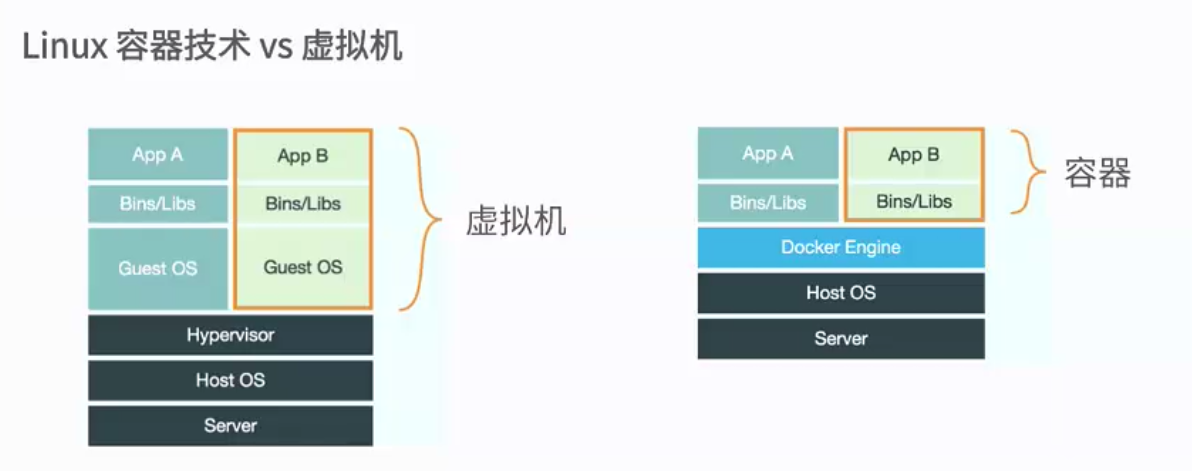 Linux 容器技术 vs 虚拟机
App A
App B
Bins/Libs
Bins/Libs
Guest OS
Guest OS
Hypervisor
Host OS
Server
虚拟机
App A
App B
Bins/Libs
Bins/Libs
Docker Engine
Host OS
Server
容器